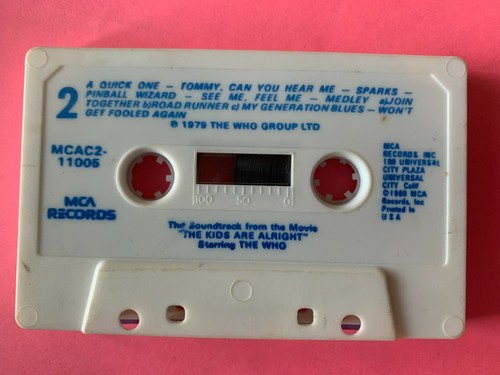 2
A QUICK ONE — TOMMY, CAN YOU HEAR ME — SPARKS —
PINBALL WIZARD — SEE ME, FEEL ME — MEDLEY a)JOIN
TOGETHER b)ROAD RUNNER c) MY GENERATION BLUES — WON'T
GET FOOLED AGAIN
℗ 1979 THE WHO GROUP LTD
MCAC2-
11005
MCA
RECORDS
100 50 0
MCA
RECORDS INC
100 UNIVERSAL
CITY PLAZA
UNIVERSAL
CITY Calif
©1980 MCA
Records, Inc
Printed in
U S A
The Soundtrack from the Movie
"THE KIDS ARE ALRIGHT"
Starring THE WHO